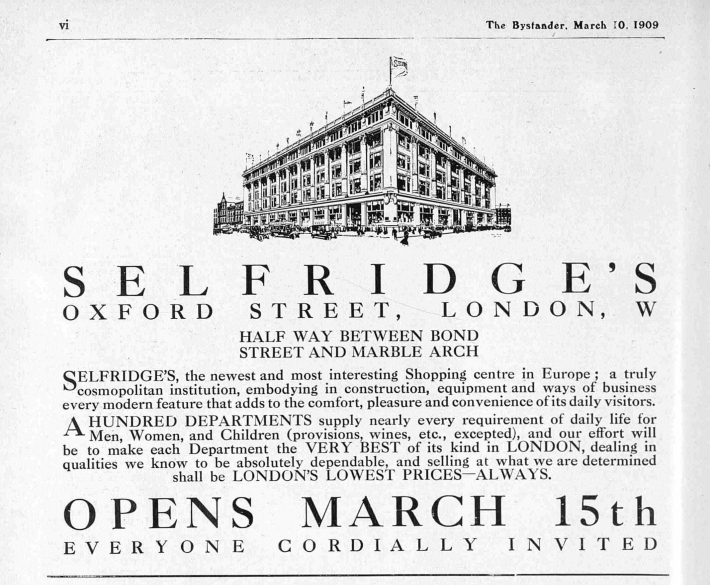 vi
The Bystander, March 10, 1909
SELFRIDGE'S
OXFORD STREET, LONDON, W
HALF WAY BETWEEN BOND
STREET AND MARBLE ARCH
SELFRIDGE'S, the newest and most interesting Shopping centre in Europe; a truly
cosmopolitan institution, embodying in construction, equipment and ways of business
every modern feature that adds to the comfort, pleasure and convenience of its daily visitors.
A HUNDRED DEPARTMENTS supply nearly every requirement of daily life for
Men, Women, and Children (provisions, wines, etc., excepted), and our effort will
be to make each Department the VERY BEST of its kind in LONDON, dealing in
qualities we know to be absolutely dependable, and selling at what we are determined
shall be LONDON'S LOWEST PRICES—ALWAYS.
OPENS MARCH 15th
EVERYONE CORDIALLY INVITED